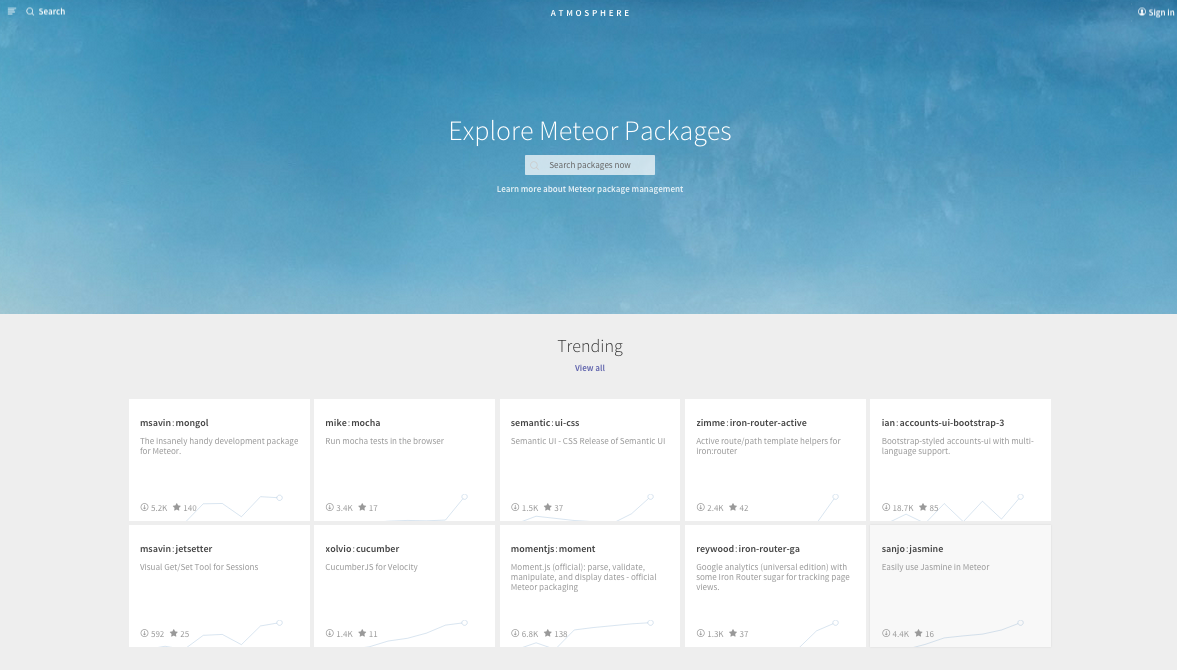 Search
ATMOSPHERE
Sign In
Explore Meteor Packages
Search packages now
Learn more about Meteor package management
Trending
View all
msavin:mongol
The insanely handy development package
for Meteor.
5.2K 140
mike:mocha
Run mocha tests in the browser
3.4K 17
semantic:ui-css
Semantic UI - CSS Release of Semantic UI
1.5K 37
zimme:iron-router-active
Active route/path template helpers for
iron:router
2.4K 42
ian:accounts-ui-bootstrap-3
Bootstrap-styled accounts-ui with multi-
language support.
18.7K 85
msavin:jetsetter
Visual Get/Set Tool for Sessions
592 25
xolvio:cucumber
CucumberJS for Velocity
1.4K 11
momentjs:moment
Moment.js (official): parse, validate,
manipulate, and display dates - official
Meteor packaging
6.8K 138
reywood:iron-router-ga
Google analytics (universal edition) with
some Iron Router sugar for tracking page
views.
1.3K 37
sanjo:jasmine
Easily use Jasmine in Meteor
4.4K 16